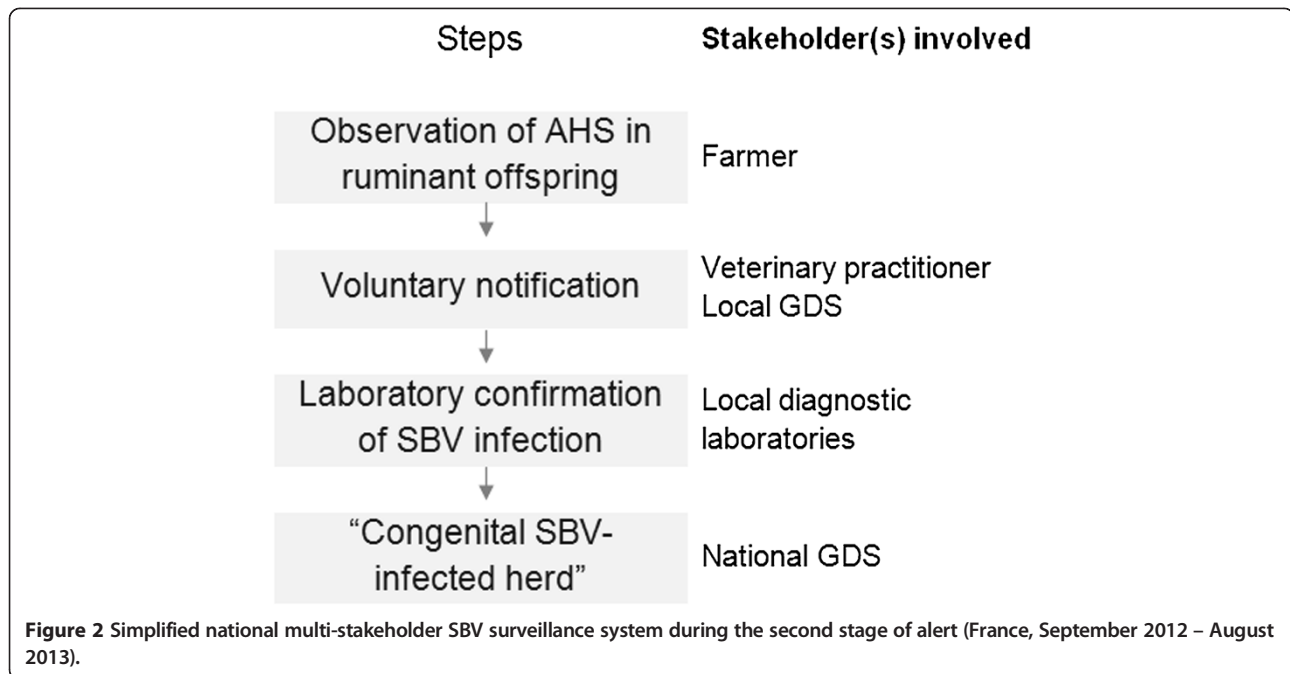 Steps
Stakeholder(s) involved
Observation of AHS in
ruminant offspring
Farmer
Voluntary notification
Veterinary practitioner
Local GDS
Laboratory confirmation
of SBV infection
Local diagnostic
laboratories
“Congenital SBV-
infected herd”
National GDS
Figure 2 Simplified national multi-stakeholder SBV surveillance system during the second stage of alert (France, September 2012 – August
2013).